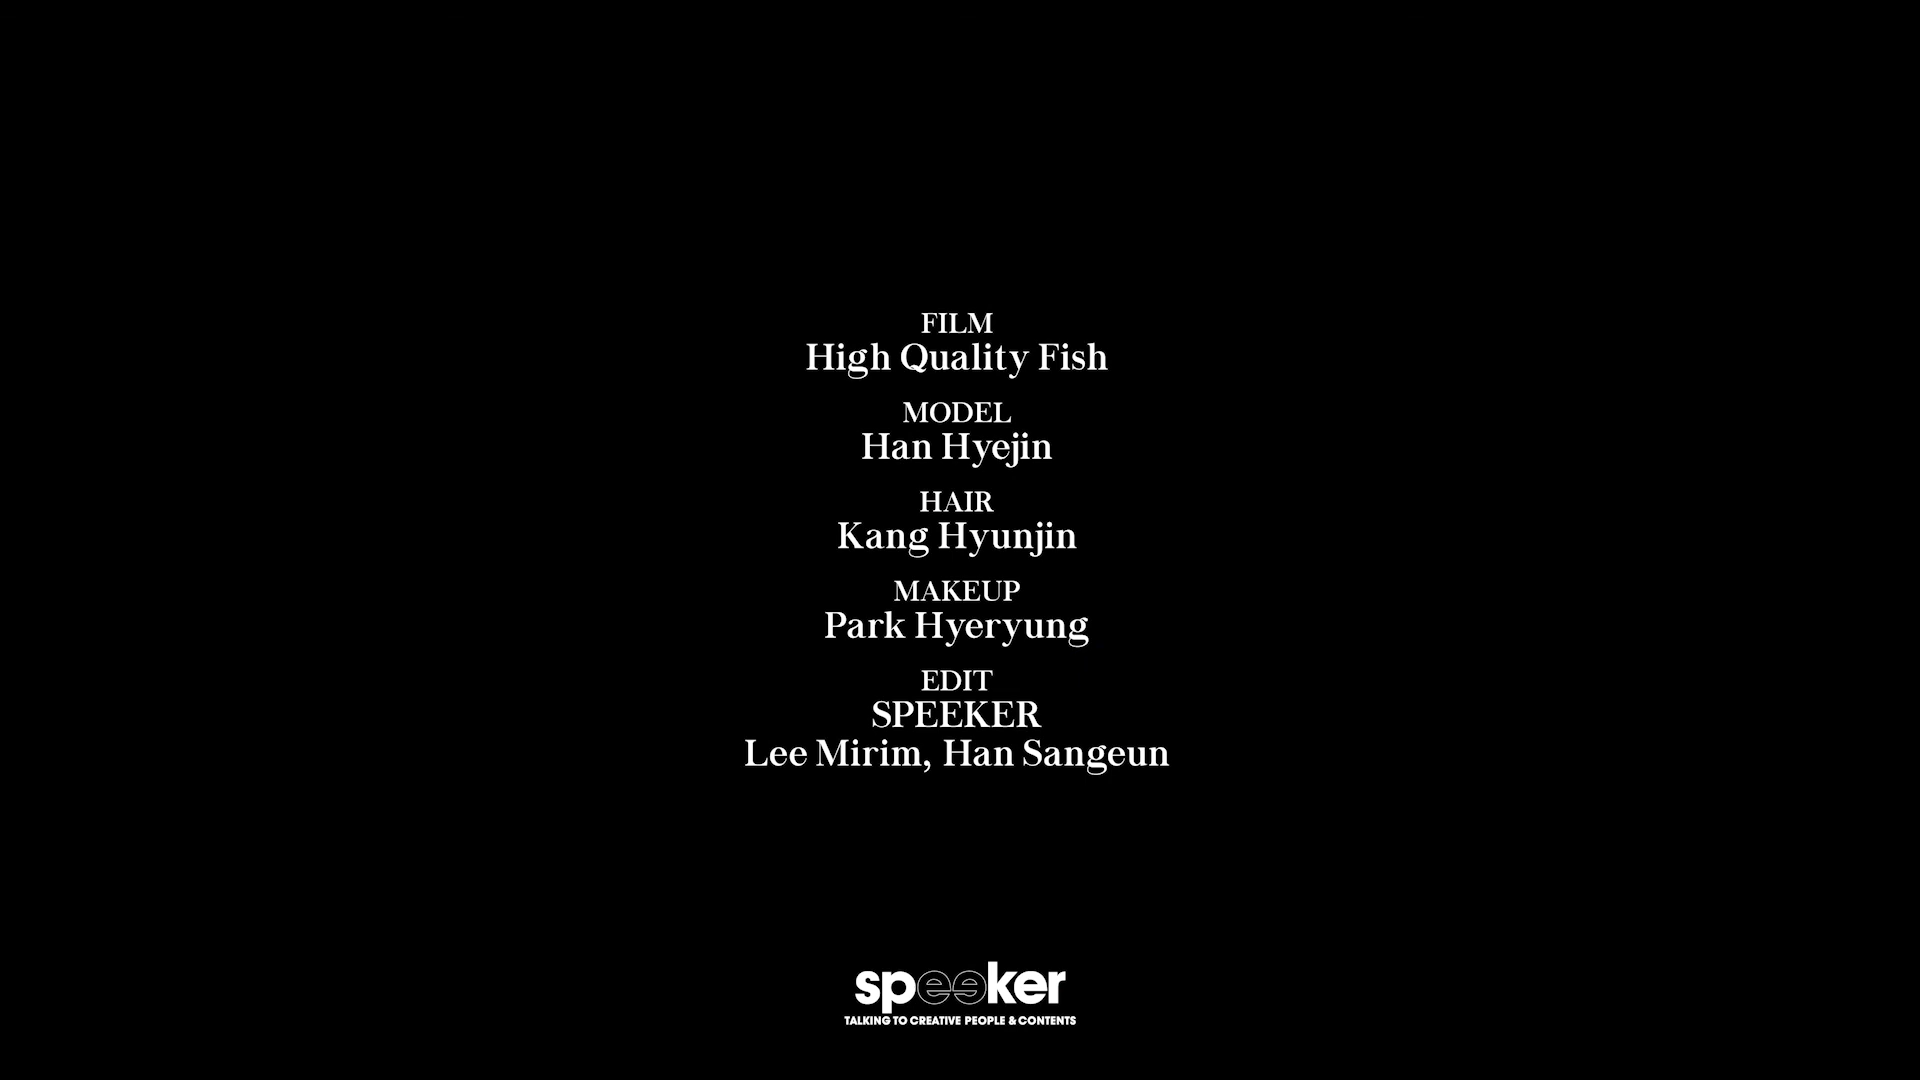 FILM
High Quality Fish
MODEL
Han Hyejin
HAIR
Kang Hyunjin
MAKEUP
Park Hyeryung
EDIT
SPEEKER
Lee Mirim, Han Sangeun
speeker
TALKING TO CREATIVE PEOPLE & CONTENTS